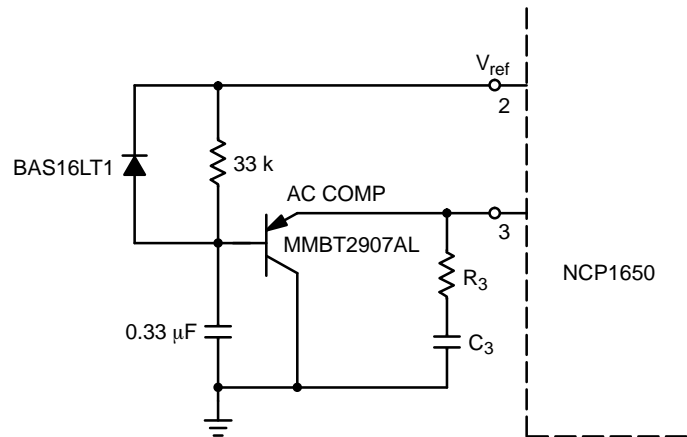 V_ref
2
BAS16LT1
33 k
AC COMP
MMBT2907AL
3
R_3
NCP1650
0.33 μF
C_3